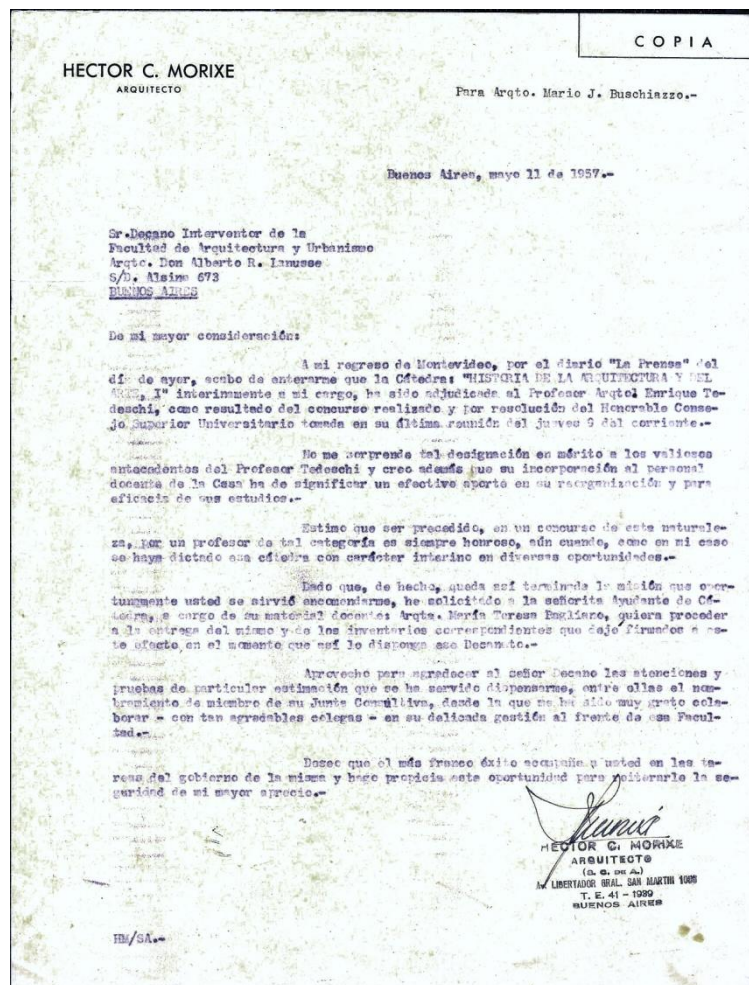 COPIA
HECTOR C. MORIXE
ARQUITECTO
Para Arqto. Mario J. Buschiazzo.-
Buenos Aires, mayo 11 de 1957.-
Sr.Decano Interventor de la
Facultad de Arquitectura y Urbanismo
Arqto. Don Alberto R. Lanusse
S/D. Alsina 673
BUENOS AIRES
De mi mayor consideración:
A mi regreso de Montevideo, por el diario "La Prensa" del
día de ayer, acabo de enterarme que la Cátedra: "HISTORIA DE LA ARQUITECTURA Y DEL
ARTE, I" interinamente a mi cargo, ha sido adjudicada al Profesor Arqto. Enrique Te-
deschi, como resultado del concurso realizado y por resolución del Honorable Conse-
jo Superior Universitario tomada en su última reunión del jueves 9 del corriente.-
No me sorprende tal designación en mérito a los valiosos
antecedentes del Profesor Tedeschi y creo además que su incorporación al personal
docente de la Casa ha de significar un efectivo aporte en su reorganización y para
eficacia de sus estudios.-
Estimo que ser precedido, en un concurso de esta naturale-
za, por un profesor de tal categoría es siempre honroso, aún cuando, como en mi caso
se haya dictado esa cátedra con carácter interino en diversas oportunidades.-
Dado que, de hecho, queda así terminada la misión que opor-
tunamente usted se sirvió encomendarme, he solicitado a la señorita Ayudante de Cá-
tedra, a cargo de su material docente: Arqta. María Teresa Bagliano, quiera proceder
a la entrega del mismo y de los inventarios correspondientes que dejo firmados a es-
te efecto en el momento que así lo disponga ese Decanato.-
Aprovecho para agradecer al señor Decano las atenciones y
pruebas de particular estimación que se ha servido dispensarme, entre ellas el nom-
bramiento de miembro de su Junta Consultiva, desde la que me ha sido muy grato cola-
borar - con tan agradables colegas - en su delicada gestión al frente de esa Facul-
tad.-
Deseo que el más franco éxito acompañe a usted en las ta-
reas del gobierno de la misma y hago propicia esta oportunidad para reiterarle la se-
guridad de mi mayor aprecio.-
HECTOR C. MORIXE
ARQUITECTO
(S. C. DE A.)
AV. LIBERTADOR GRAL. SAN MARTIN
T. E. 41 - 1989
BUENOS AIRES
HM/SA.-